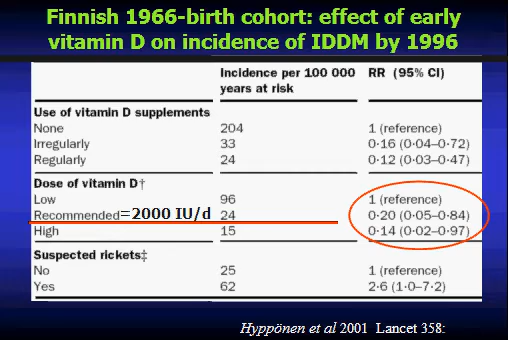 Finnish 1966-birth cohort: effect of early
vitamin D on incidence of IDDM by 1996
Incidence per 100 000 RR (95% CI)
years at risk
Use of vitamin D supplements
None 204 1 (reference)
Irregularly 33 0·16 (0·04–0·72)
Regularly 24 0·12 (0·03–0·47)
Dose of vitamin D†
Low 96 1 (reference)
Recommended=2000 IU/d 24 0·20 (0·05–0·84)
High 15 0·14 (0·02–0·97)
Suspected rickets‡
No 25 1 (reference)
Yes 62 2·6 (1·0–7·2)
Hyppönen et al 2001 Lancet 358: